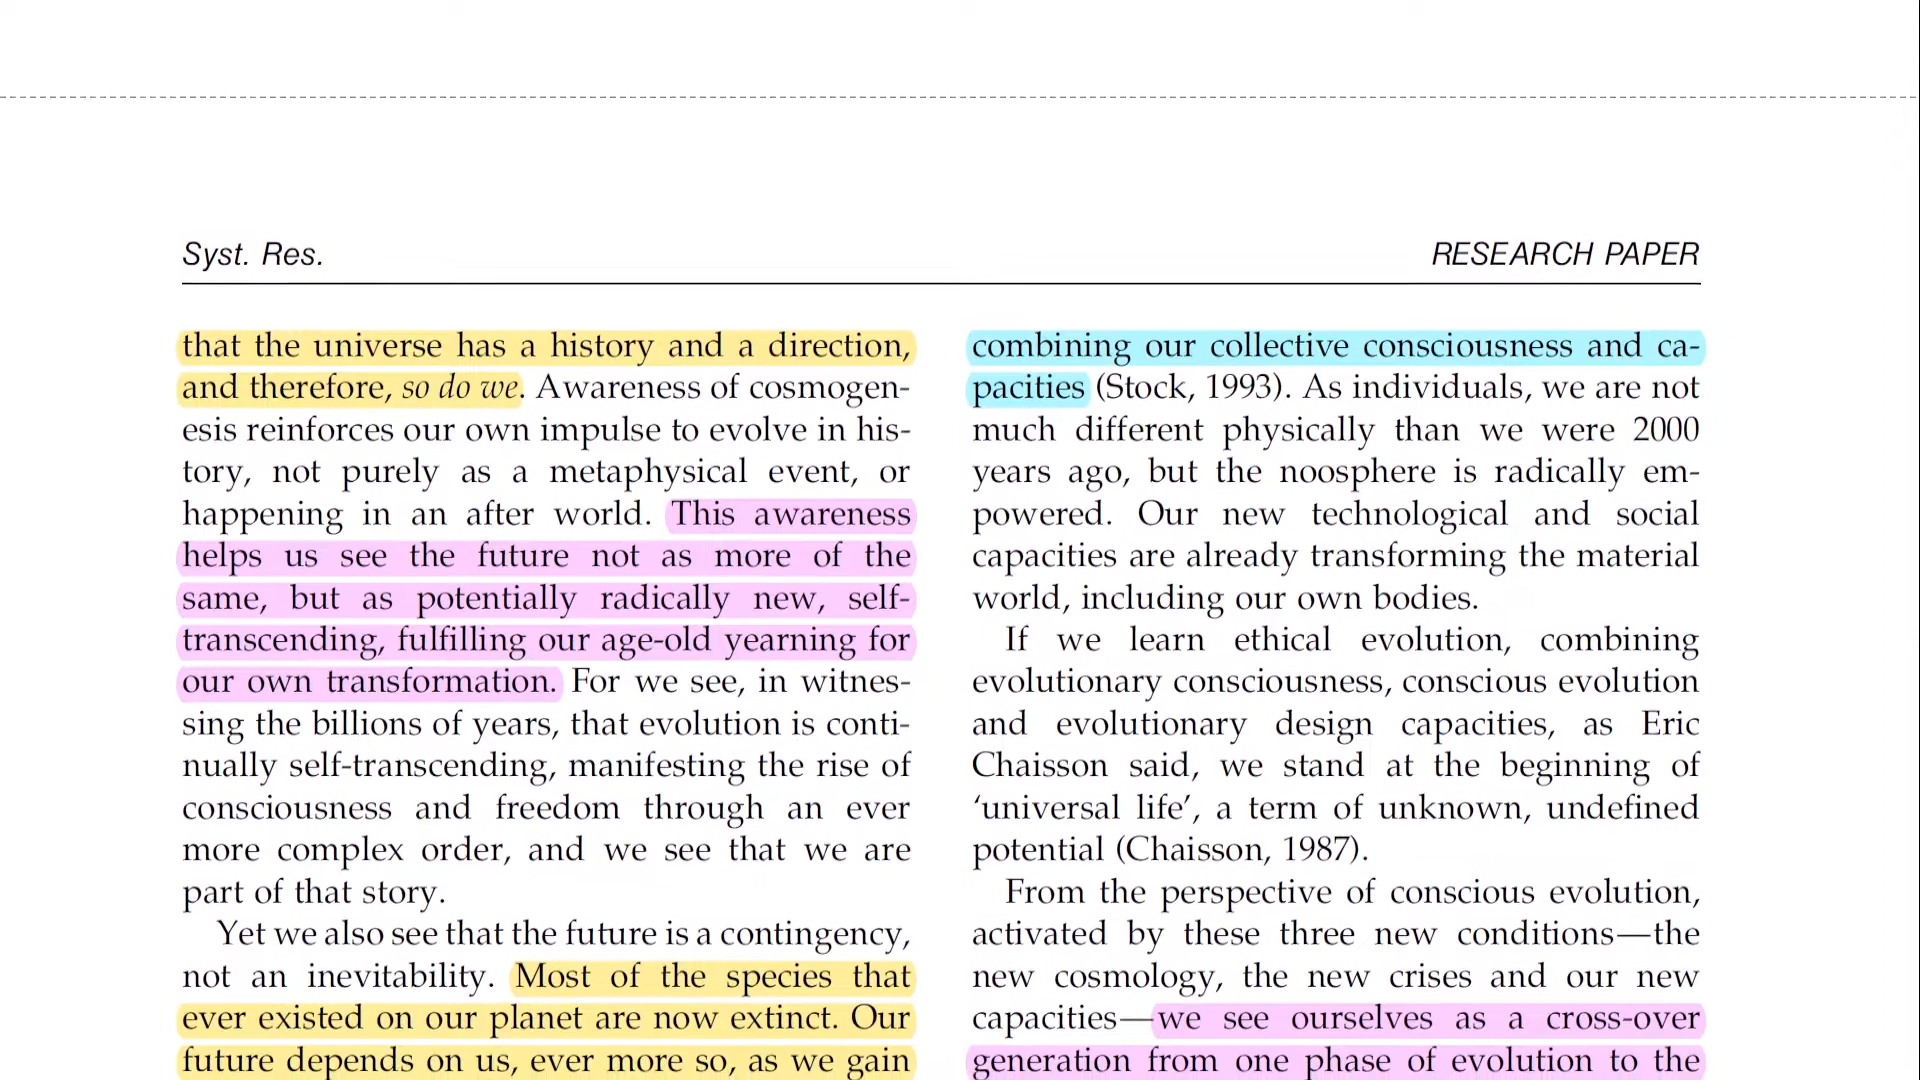 Syst. Res.
RESEARCH PAPER
that the universe has a history and a direction,
and therefore, so do we. Awareness of cosmogen-
esis reinforces our own impulse to evolve in his-
tory, not purely as a metaphysical event, or
happening in an after world. This awareness
helps us see the future not as more of the
same, but as potentially radically new, self-
transcending, fulfilling our age-old yearning for
our own transformation. For we see, in witnes-
sing the billions of years, that evolution is conti-
nually self-transcending, manifesting the rise of
consciousness and freedom through an ever
more complex order, and we see that we are
part of that story.
Yet we also see that the future is a contingency,
not an inevitability. Most of the species that
ever existed on our planet are now extinct. Our
future depends on us, ever more so, as we gain
combining our collective consciousness and ca-
pacities (Stock, 1993). As individuals, we are not
much different physically than we were 2000
years ago, but the noosphere is radically em-
powered. Our new technological and social
capacities are already transforming the material
world, including our own bodies.
If we learn ethical evolution, combining
evolutionary consciousness, conscious evolution
and evolutionary design capacities, as Eric
Chaisson said, we stand at the beginning of
‘universal life’, a term of unknown, undefined
potential (Chaisson, 1987).
From the perspective of conscious evolution,
activated by these three new conditions—the
new cosmology, the new crises and our new
capacities—we see ourselves as a cross-over
generation from one phase of evolution to the